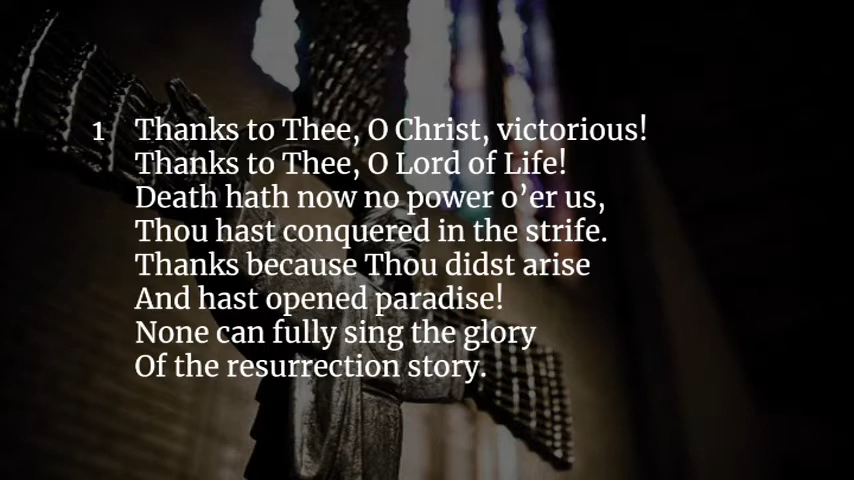 1 Thanks to Thee, O Christ, victorious!
Thanks to Thee, O Lord of Life!
Death hath now no power o’er us,
Thou hast conquered in the strife.
Thanks because Thou didst arise
And hast opened paradise!
None can fully sing the glory
Of the resurrection story.